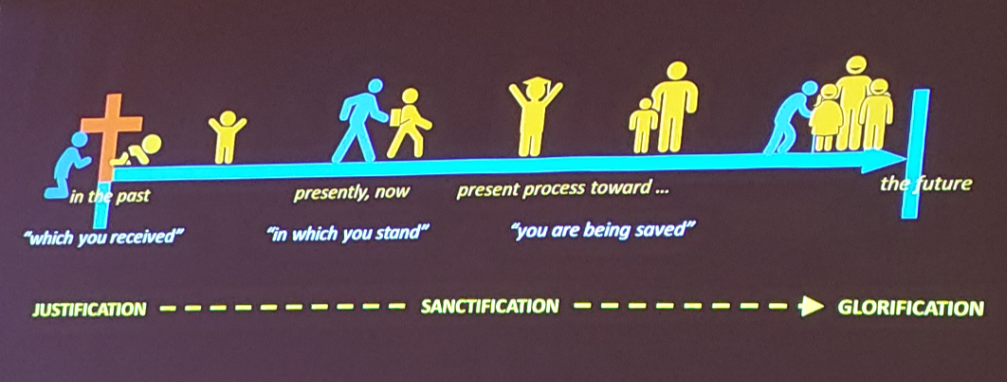 in the past
presently, now
present process toward ...
the future
“which you received”
“in which you stand”
“you are being saved”
JUSTIFICATION
SANCTIFICATION
GLORIFICATION